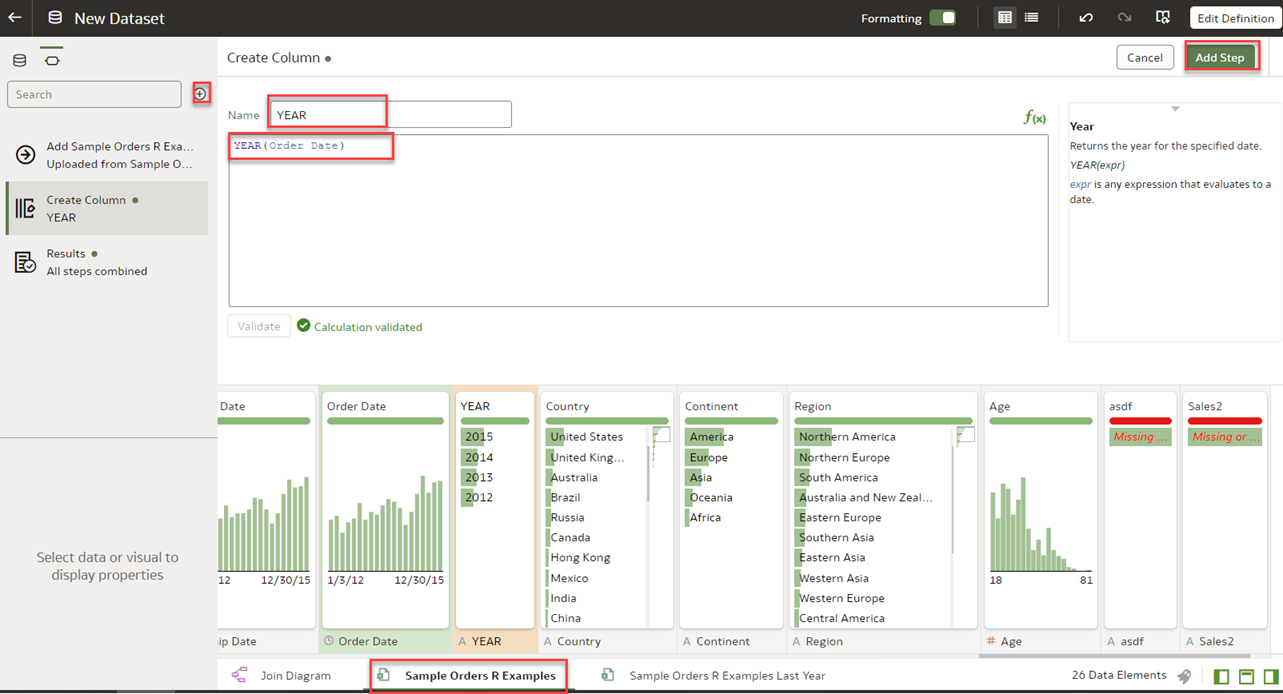 New Dataset
Formatting
Edit Definition
Search
Add Sample Orders R Exa...
Uploaded from Sample O...
Create Column
YEAR
Results
All steps combined
Select data or visual to
display properties
Create Column
Cancel
Add Step
Name
YEAR
f(x)
YEAR(Order Date)
Year
Returns the year for the specified date.
YEAR(expr)
expr is any expression that evaluates to a
date.
Validate
Calculation validated
Date
12
12/30/15
ip Date
Order Date
1/3/12
12/30/15
Order Date
YEAR
2015
2014
2013
2012
A YEAR
Country
United States
United King...
Australia
Brazil
Russia
Canada
Hong Kong
Mexico
India
China
A Country
Continent
America
Europe
Asia
Oceania
Africa
A Continent
Region
Northern America
Northern Europe
South America
Australia and New Zeal...
Eastern Europe
Southern Asia
Eastern Asia
Western Asia
Western Europe
Central America
A Region
Age
18
81
# Age
asdf
Missing ...
A asdf
Sales2
Missing or ...
A Sales2
Join Diagram
Sample Orders R Examples
Sample Orders R Examples Last Year
26 Data Elements